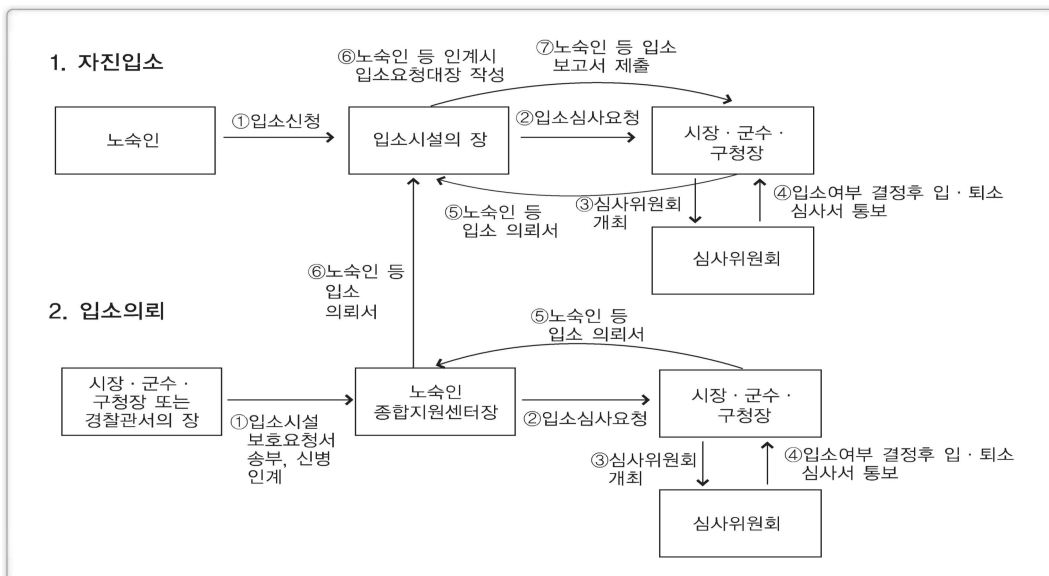 1. 자진입소
⑥노숙인 등 인계시
입소요청대장 작성
⑦노숙인 등 입소
보고서 제출
노숙인
①입소신청
입소시설의 장
②입소심사요청
시장 · 군수 ·
구청장
⑤노숙인 등
입소 의뢰서
③심사위원회
개최
④입소여부 결정후 입 · 퇴소
심사서 통보
심사위원회
⑥노숙인 등
입소
의뢰서
2. 입소의뢰
⑤노숙인 등
입소 의뢰서
시장 · 군수 ·
구청장 또는
경찰관서의 장
①입소시설
보호요청서
송부, 신병
인계
노숙인
종합지원센터장
②입소심사요청
시장 · 군수 ·
구청장
③심사위원회
개최
④입소여부 결정후 입 · 퇴소
심사서 통보
심사위원회